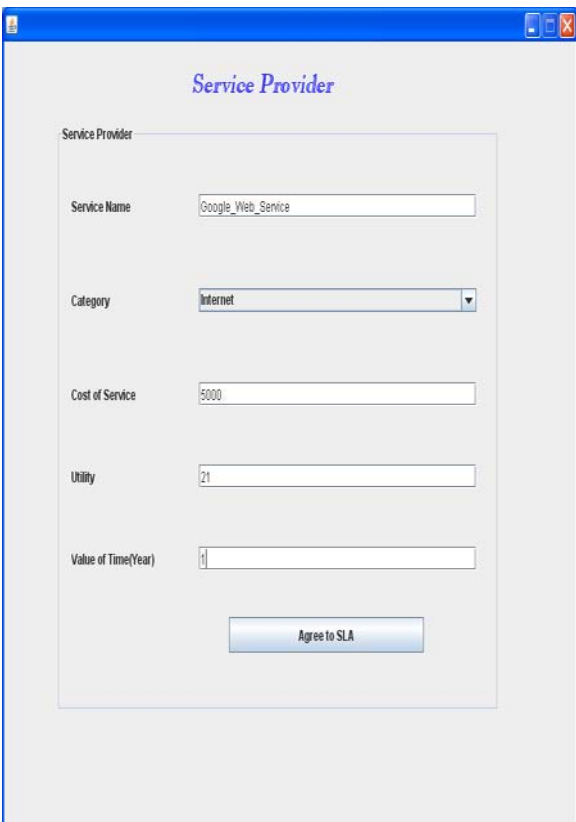 Service Provider
Service Provider
Service Name Google_Web_Service
Category Internet
Cost of Service 5000
Utility 21
Value of Time(Year) 1
Agree to SLA